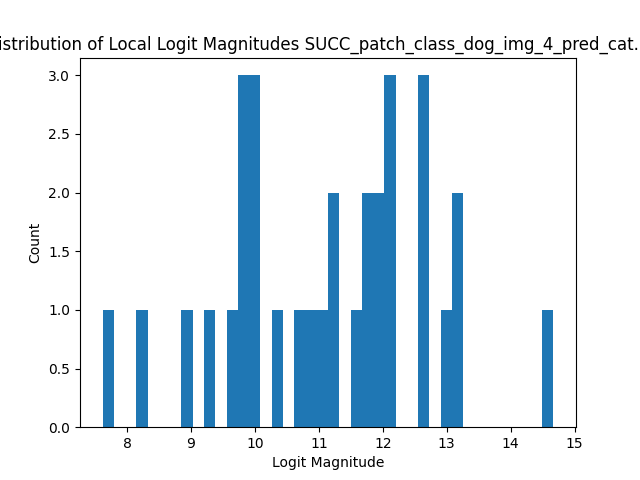 istribution of Local Logit Magnitudes SUCC_patch_class_dog_img_4_pred_cat.
3.0
2.5
2.0
1.5
1.0
0.5
0.0
Count
8 9 10 11 12 13 14 15
Logit Magnitude